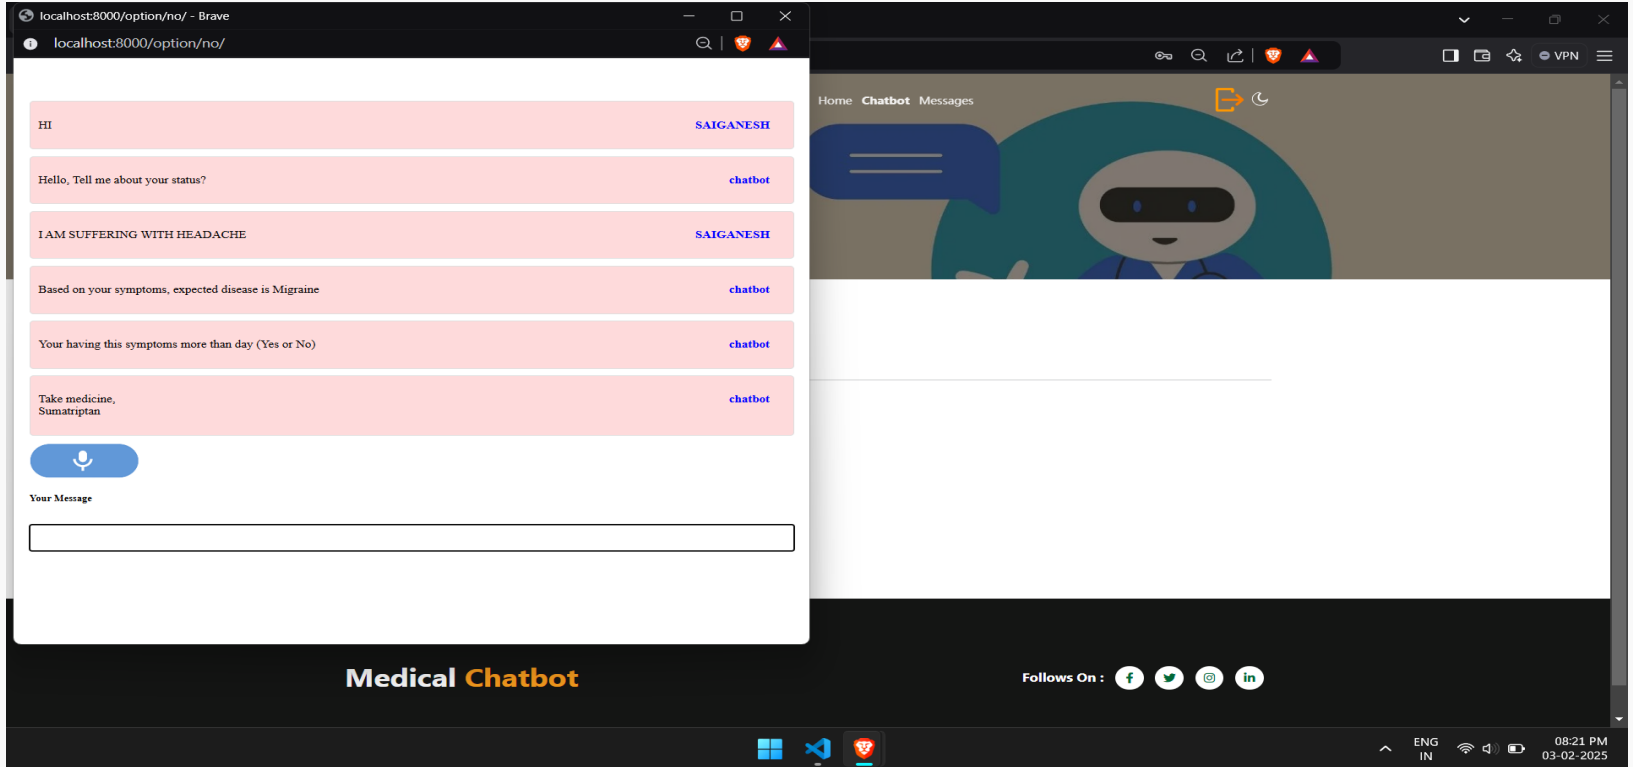 localhost:8000/option/no/ - Brave
localhost:8000/option/no/
VPN
Home Chatbot Messages
HI SAIGANESH
Hello, Tell me about your status? chatbot
I AM SUFFERING WITH HEADACHE SAIGANESH
Based on your symptoms, expected disease is Migraine chatbot
Your having this symptoms more than day (Yes or No) chatbot
Take medicine, chatbot
Sumatriptan
Your Message
Medical Chatbot
Follows On :
ENG
IN
08:21 PM
03-02-2025